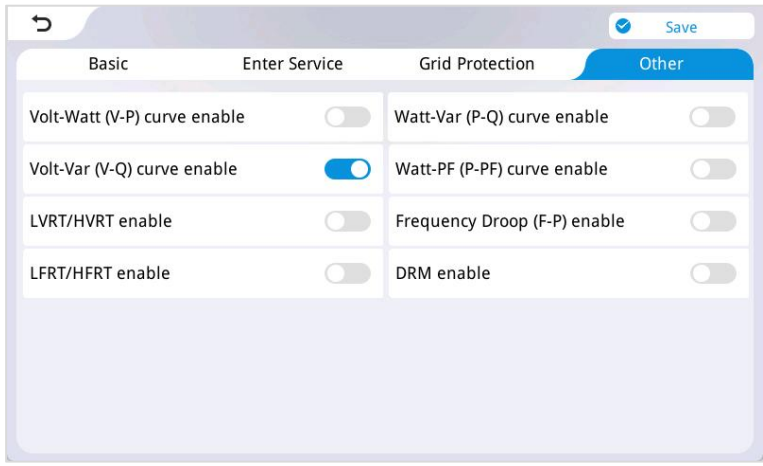 Save
Basic Enter Service Grid Protection Other
Volt-Watt (V-P) curve enable Watt-Var (P-Q) curve enable
Volt-Var (V-Q) curve enable Watt-PF (P-PF) curve enable
LVRT/HVRT enable Frequency Droop (F-P) enable
LFRT/HFRT enable DRM enable